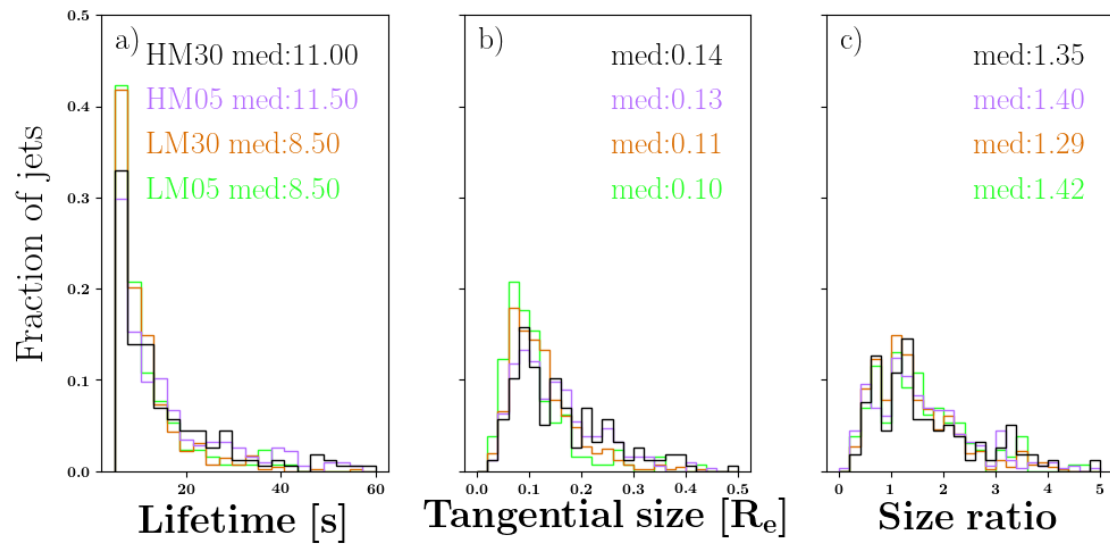 Fraction of jets
0.5
0.4
0.3
0.2
0.1
0.0
a)
HM30 med:11.00
HM05 med:11.50
LM30 med:8.50
LM05 med:8.50
20 40 60
Lifetime [s]
b)
med:0.14
med:0.13
med:0.11
med:0.10
0.0 0.1 0.2 0.3 0.4 0.5
Tangential size [R_e]
c)
med:1.35
med:1.40
med:1.29
med:1.42
0 1 2 3 4 5
Size ratio